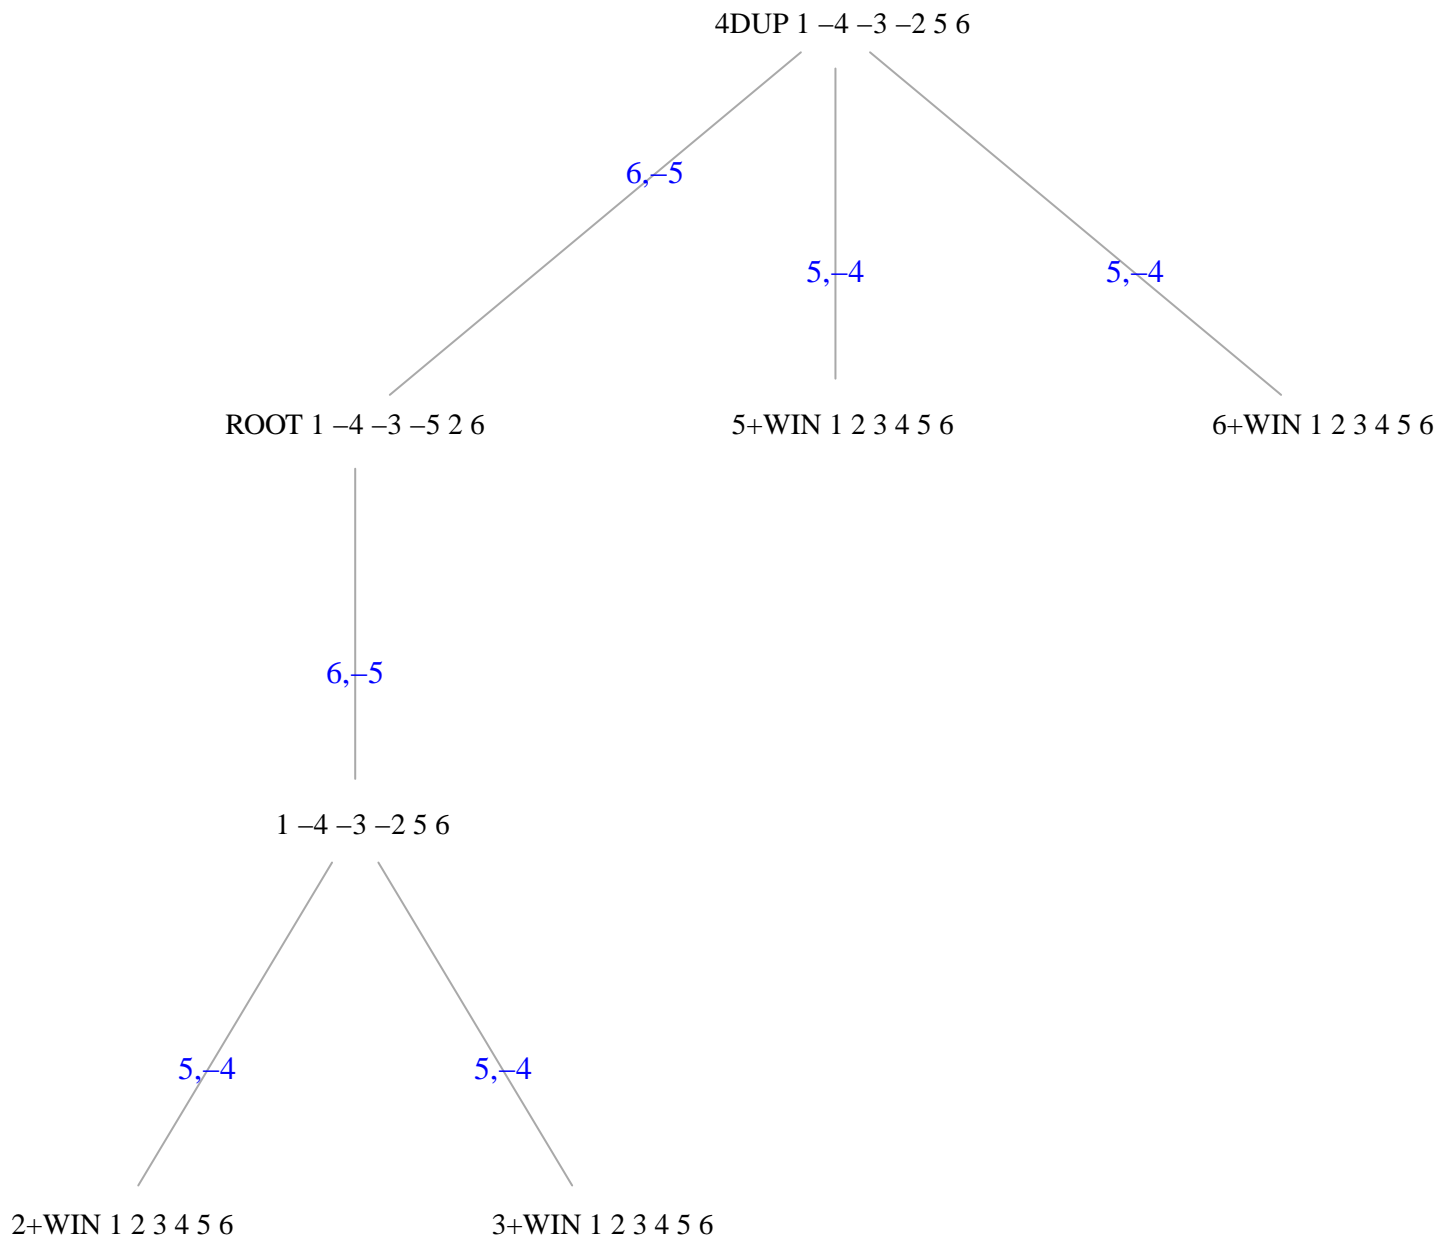 4DUP 1 –4 –3 –2 5 6
6,–5
5,–4
5,–4
ROOT 1 –4 –3 –5 2 6
5+WIN 1 2 3 4 5 6
6+WIN 1 2 3 4 5 6
6,–5
1 –4 –3 –2 5 6
5,–4
5,–4
2+WIN 1 2 3 4 5 6
3+WIN 1 2 3 4 5 6